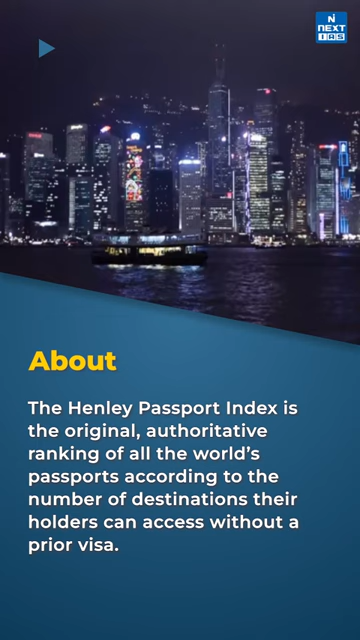 N
NEXT
IAS
About
The Henley Passport Index is
the original, authoritative
ranking of all the world's
passports according to the
number of destinations their
holders can access without a
prior visa.